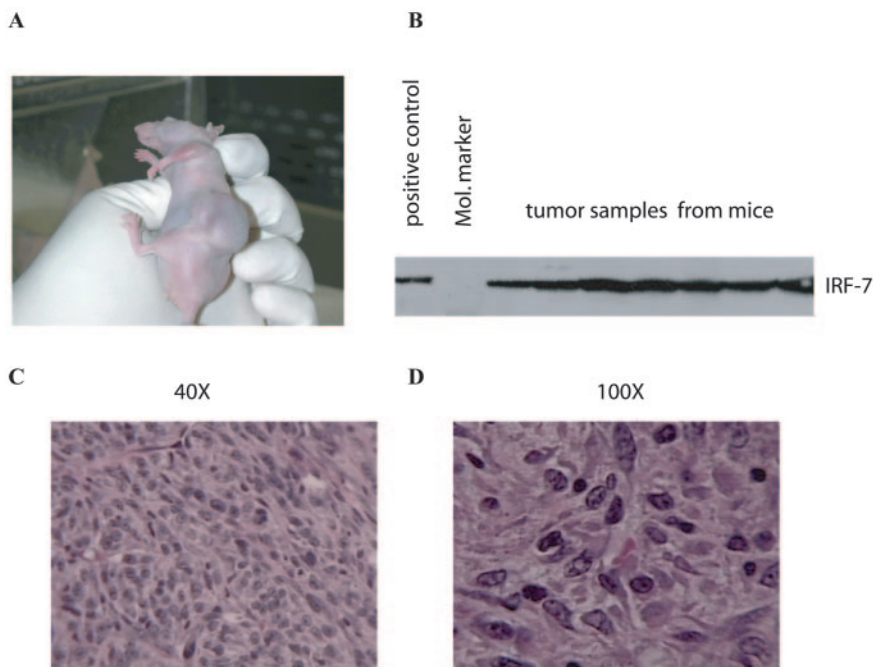 A
B
positive control
Mol. marker
tumor samples from mice
IRF-7
C
40X
D
100X